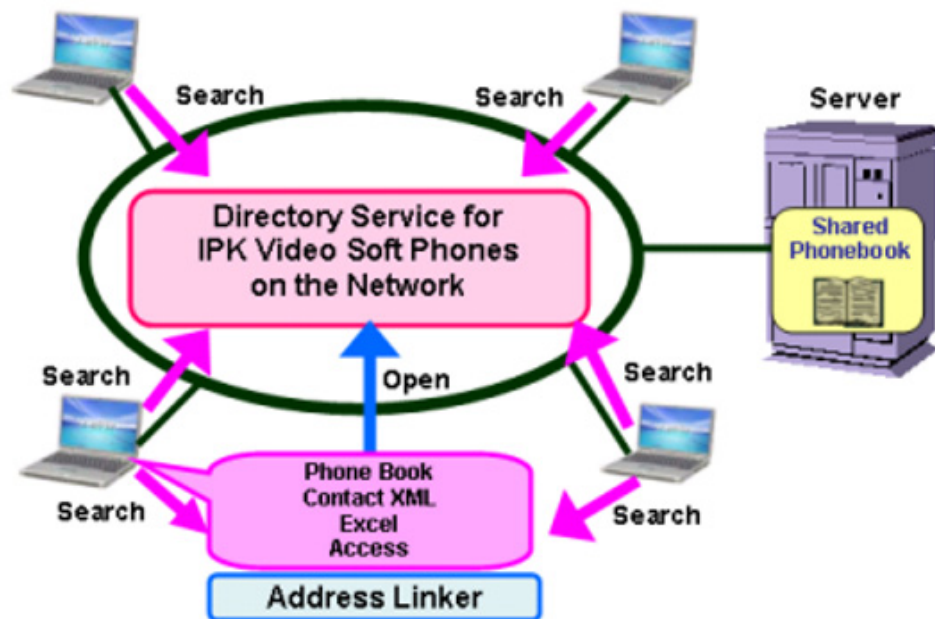 Search
Search
Server
Directory Service for
IPK Video Soft Phones
on the Network
Shared
Phonebook
Search
Open
Search
Phone Book
Contact XML
Excel
Access
Search
Search
Address Linker